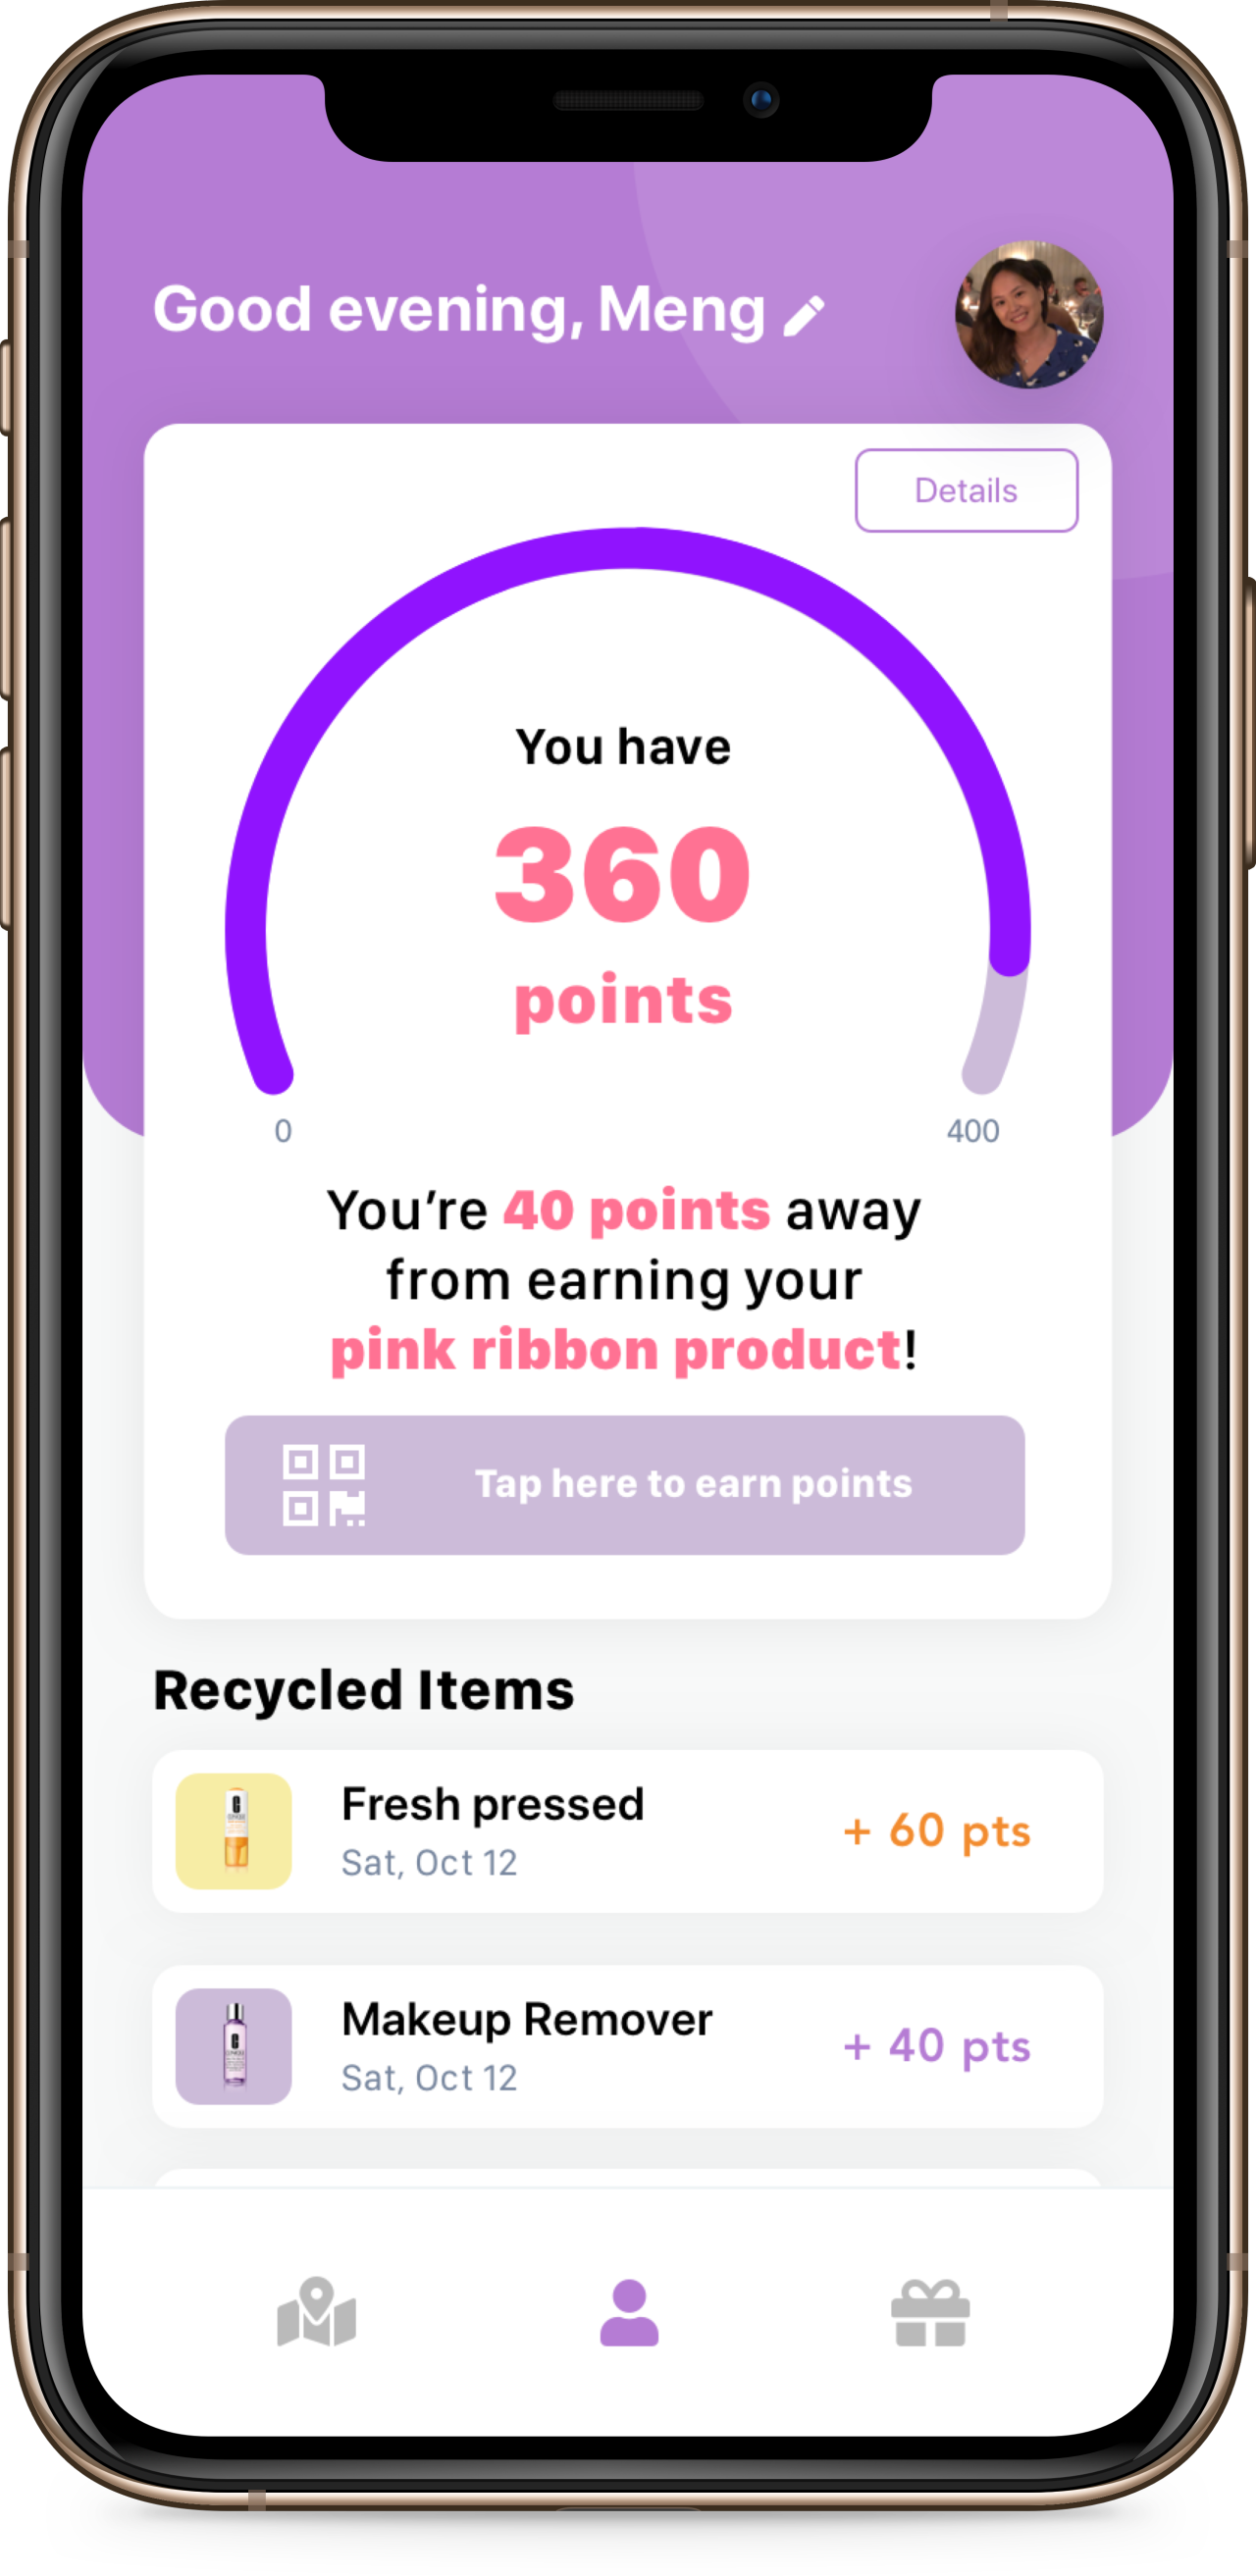 Good evening, Meng
Details
You have
360
points
0
400
You’re 40 points away
from earning your
pink ribbon product!
Tap here to earn points
Recycled Items
Fresh pressed
Sat, Oct 12
+ 60 pts
Makeup Remover
Sat, Oct 12
+ 40 pts